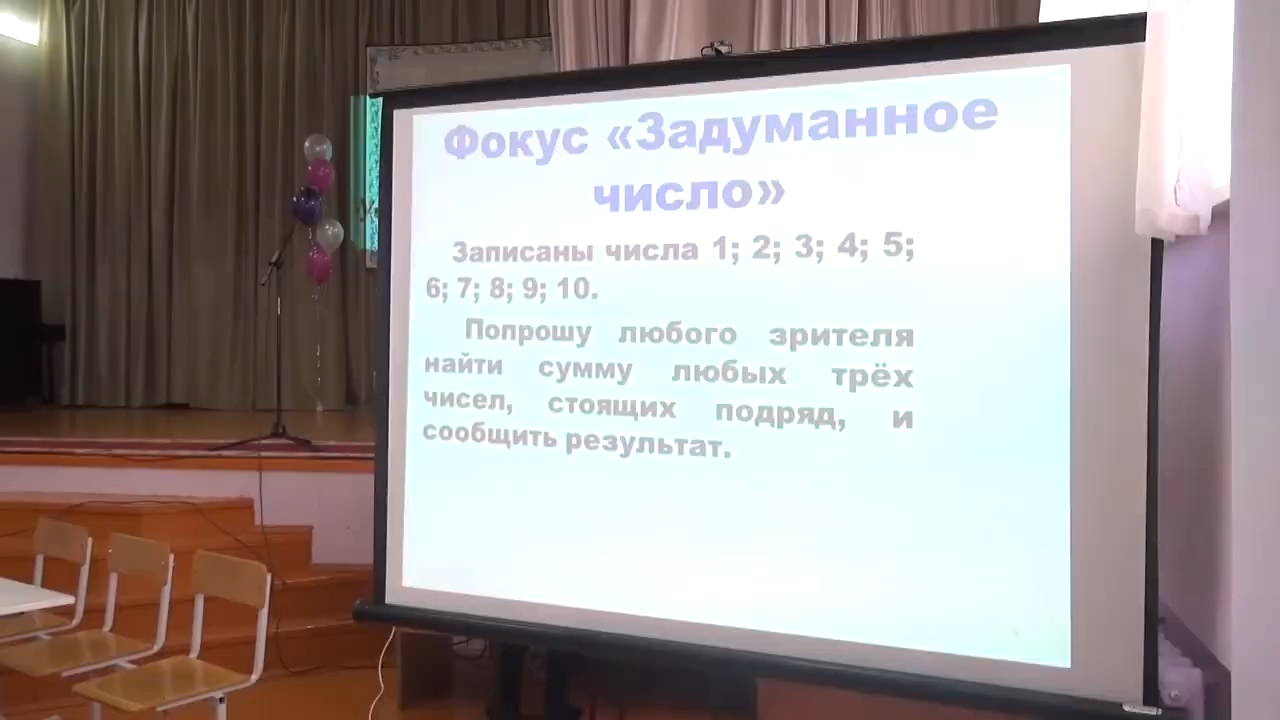 Фокус «Задуманное
число»
Записаны числа 1; 2; 3; 4; 5;
6; 7; 8; 9; 10.
Попрошу любого зрителя
найти сумму любых трёх
чисел, стоящих подряд, и
сообщить результат.